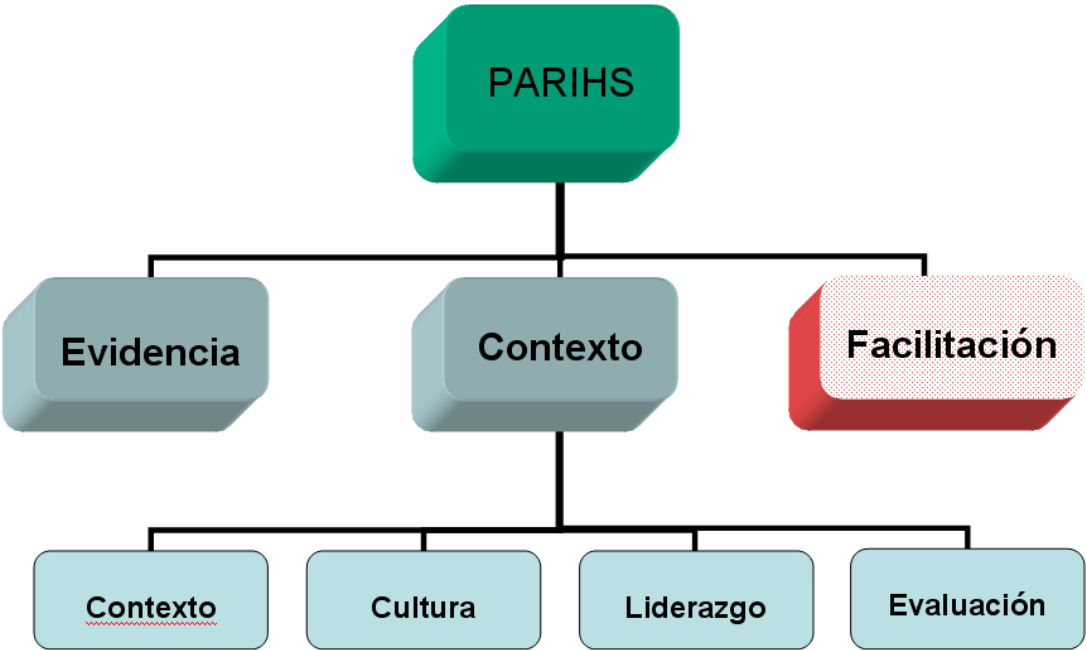 PARIHS
Evidencia
Contexto
Facilitación
Contexto
Cultura
Liderazgo
Evaluación